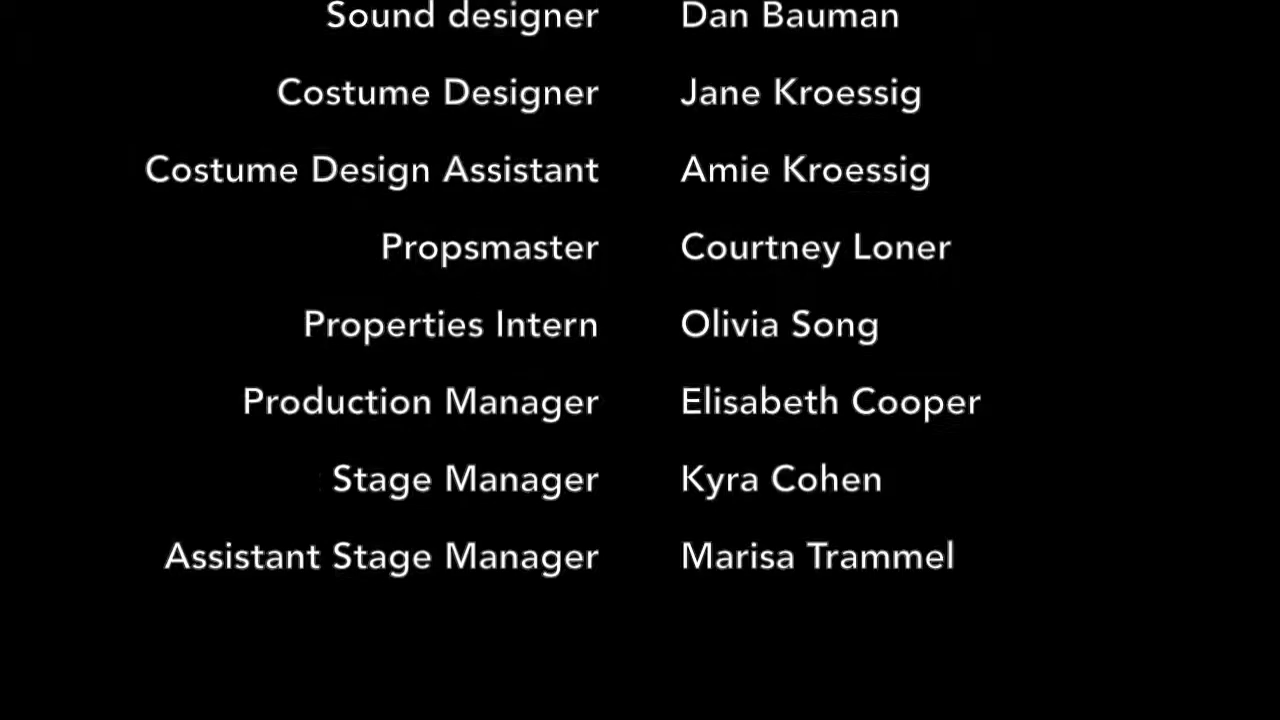 Sound designer Dan Bauman
Costume Designer Jane Kroessig
Costume Design Assistant Amie Kroessig
Propsmaster Courtney Loner
Properties Intern Olivia Song
Production Manager Elisabeth Cooper
Stage Manager Kyra Cohen
Assistant Stage Manager Marisa Trammel